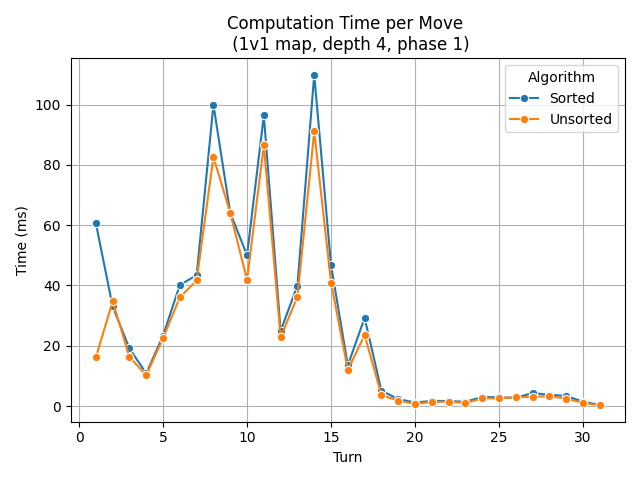 Computation Time per Move
(1v1 map, depth 4, phase 1)
Algorithm
Sorted
Unsorted
Time (ms)
100
80
60
40
20
0
0 5 10 15 20 25 30
Turn